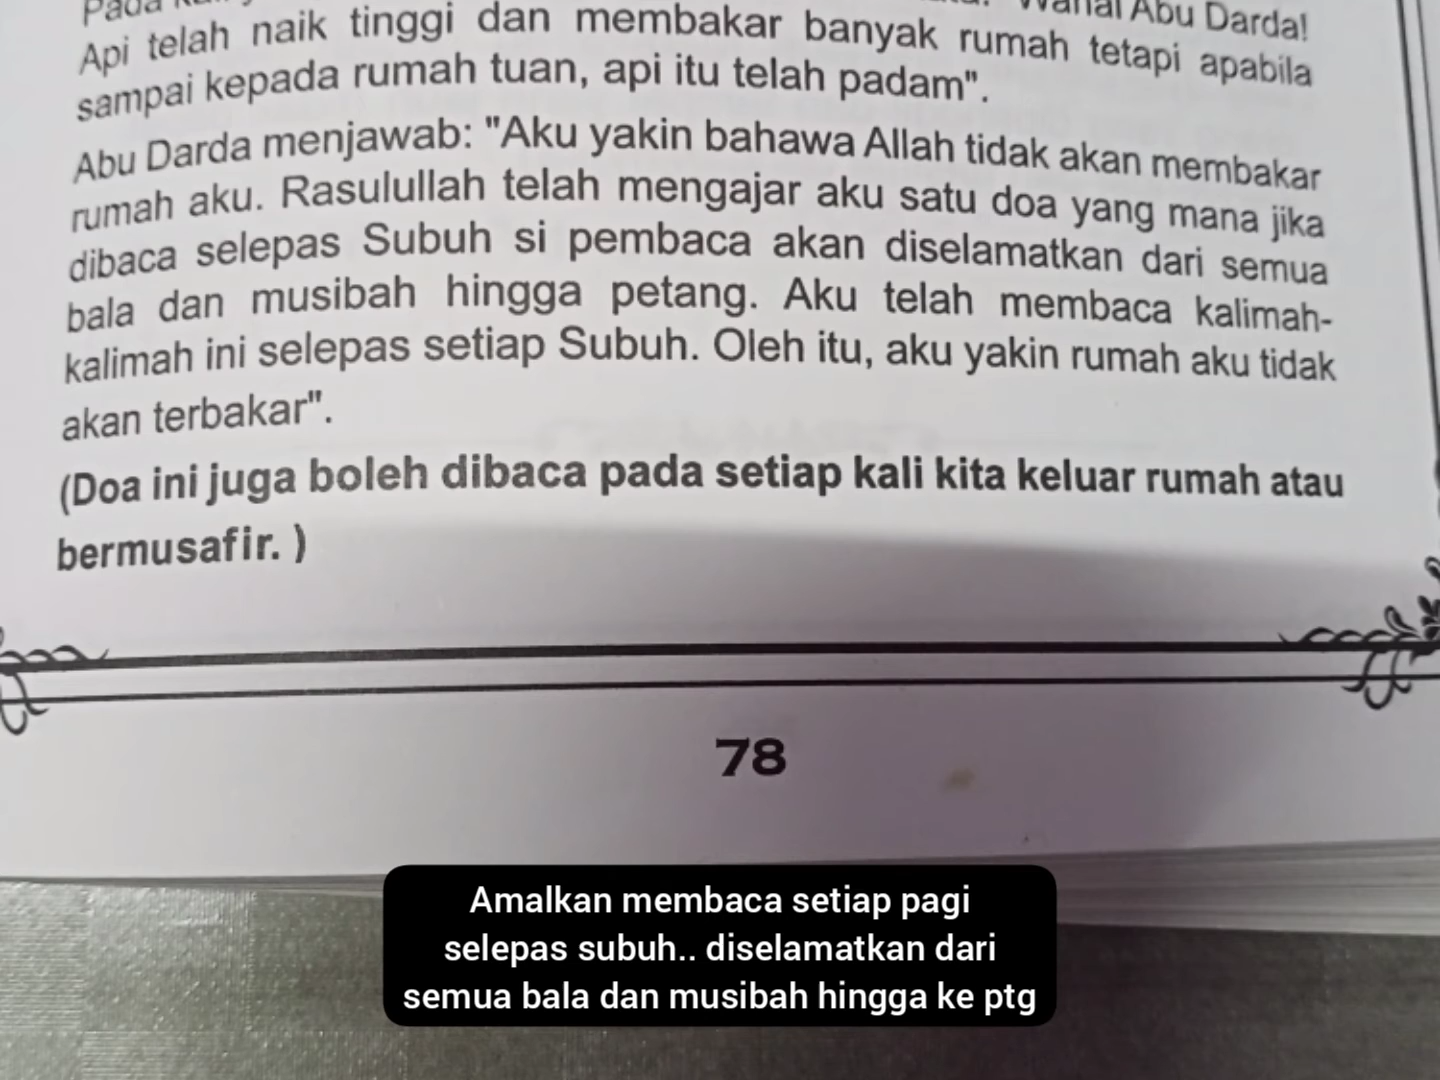 Pada
Wahai Abu Darda!
Api telah naik tinggi dan membakar banyak rumah tetapi apabila
sampai kepada rumah tuan, api itu telah padam".
Abu Darda menjawab: "Aku yakin bahawa Allah tidak akan membakar
rumah aku. Rasulullah telah mengajar aku satu doa yang mana jika
dibaca selepas Subuh si pembaca akan diselamatkan dari semua
bala dan musibah hingga petang. Aku telah membaca kalimah-
kalimah ini selepas setiap Subuh. Oleh itu, aku yakin rumah aku tidak
akan terbakar".
(Doa ini juga boleh dibaca pada setiap kali kita keluar rumah atau
bermusafir. )
78
Amalkan membaca setiap pagi
selepas subuh.. diselamatkan dari
semua bala dan musibah hingga ke ptg